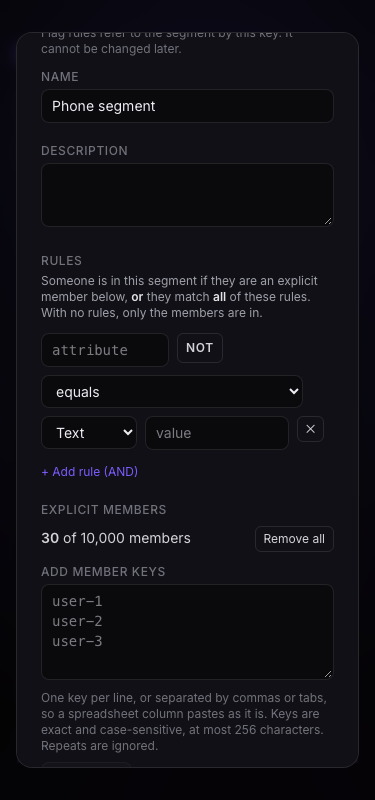 Flag rules refer to the segment by this key. It
cannot be changed later.
NAME
Phone segment
DESCRIPTION
RULES
Someone is in this segment if they are an explicit
member below, or they match all of these rules.
With no rules, only the members are in.
attribute
NOT
equals
Text
value
×
+ Add rule (AND)
EXPLICIT MEMBERS
30 of 10,000 members
Remove all
ADD MEMBER KEYS
user-1
user-2
user-3
One key per line, or separated by commas or tabs,
so a spreadsheet column pastes as it is. Keys are
exact and case-sensitive, at most 256 characters.
Repeats are ignored.